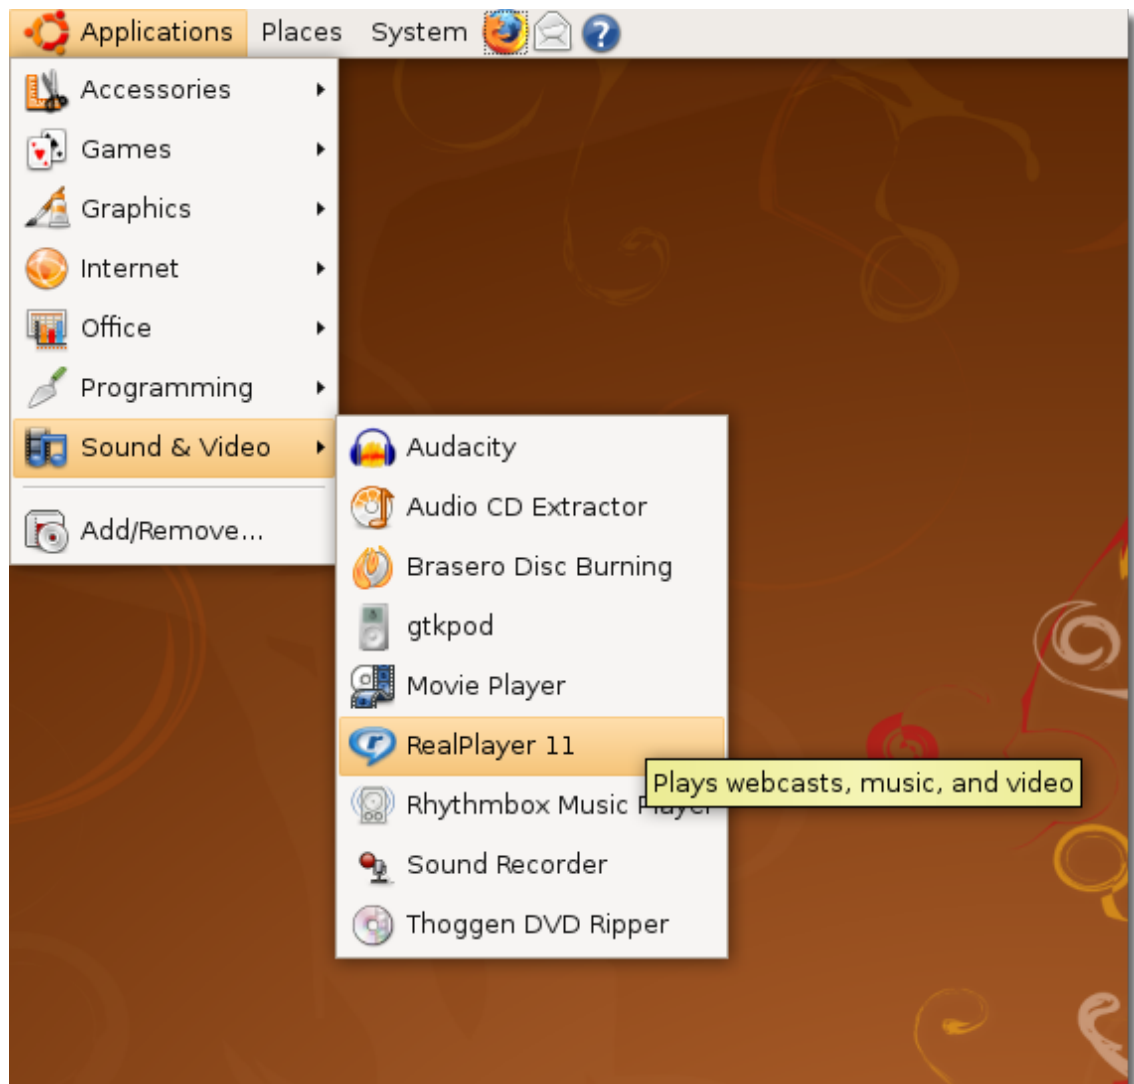 Applications Places System
Accessories
Games
Graphics
Internet
Office
Programming
Sound & Video
Add/Remove...
Audacity
Audio CD Extractor
Brasero Disc Burning
gtkpod
Movie Player
RealPlayer 11
Plays webcasts, music, and video
Rhythmbox Music Player
Sound Recorder
Thoggen DVD Ripper